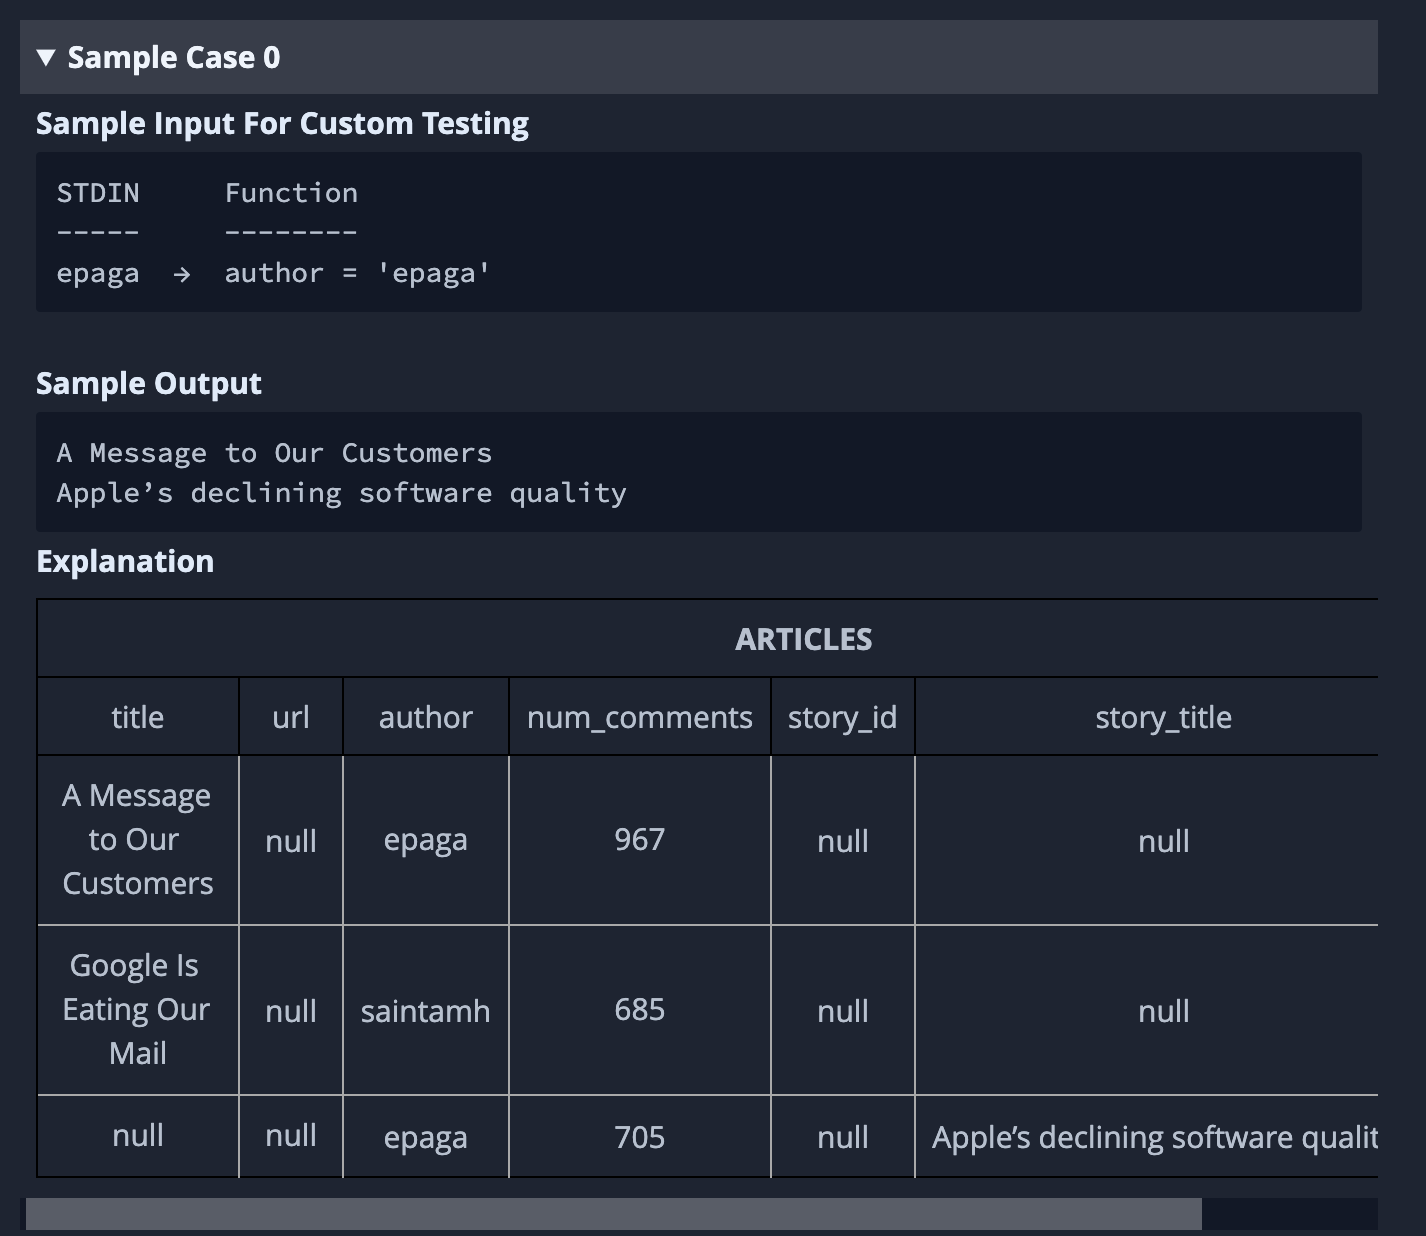 ▼ Sample Case 0
Sample Input For Custom Testing
STDIN     Function
-----     --------
epaga  →  author = 'epaga'
Sample Output
A Message to Our Customers
Apple’s declining software quality
Explanation
ARTICLES
title url author num_comments story_id story_title
A Message
to Our
Customers
null epaga 967 null null
Google Is
Eating Our
Mail
null saintamh 685 null null
null null epaga 705 null Apple’s declining software qualit